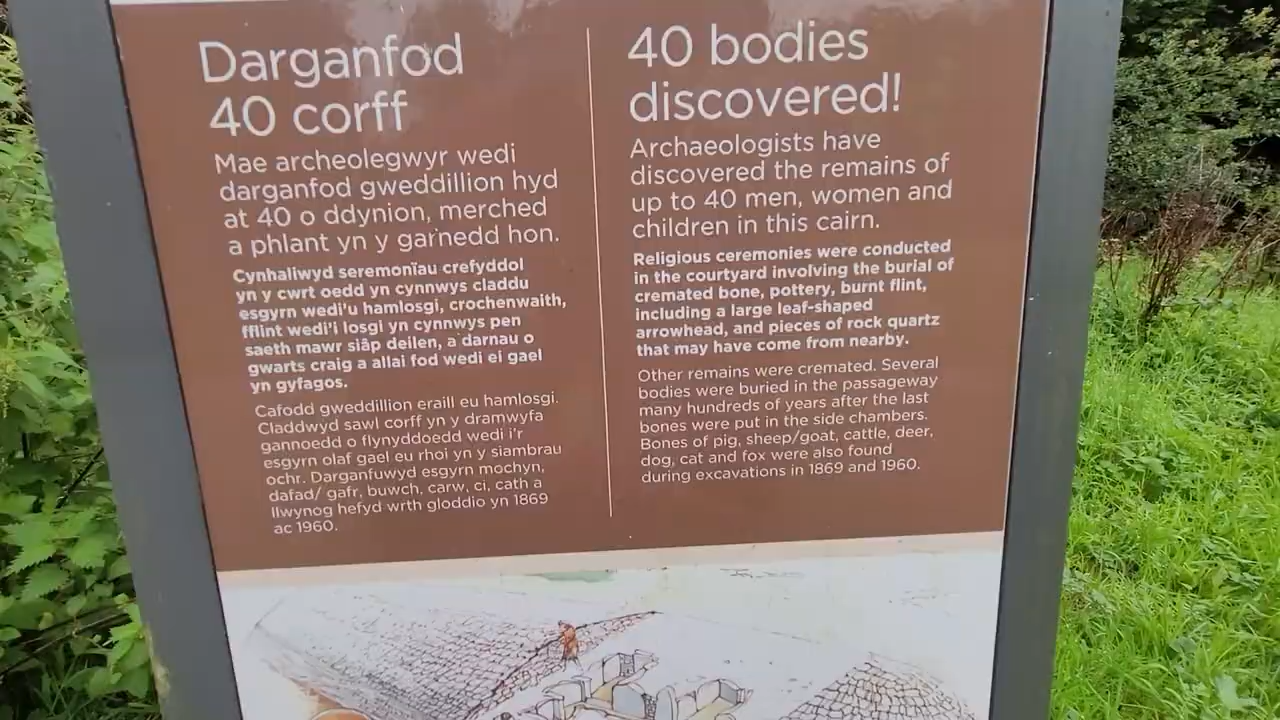 Darganfod
40 corff
Mae archeolegwyr wedi
darganfod gweddillion hyd
at 40 o ddynion, merched
a phlant yn y garnedd hon.
Cynhaliwyd seremonïau crefyddol
yn y cwrt oedd yn cynnwys claddu
esgyrn wedi'u hamlosgi, crochenwaith,
fflint wedi'i losgi yn cynnwys pen
saeth mawr siâp deilen, a darnau o
gwarts craig a allai fod wedi ei gael
yn gyfagos.
Cafodd gweddillion eraill eu hamlosgi.
Claddwyd sawl corff yn y dramwyfa
gannoedd o flynyddoedd wedi i'r
esgyrn olaf gael eu rhoi yn y siambrau
ochr. Darganfuwyd esgyrn mochyn,
dafad/ gafr, buwch, carw, ci, cath a
llwynog hefyd wrth gloddio yn 1869
ac 1960.
40 bodies
discovered!
Archaeologists have
discovered the remains of
up to 40 men, women and
children in this cairn.
Religious ceremonies were conducted
in the courtyard involving the burial of
cremated bone, pottery, burnt flint,
including a large leaf-shaped
arrowhead, and pieces of rock quartz
that may have come from nearby.
Other remains were cremated. Several
bodies were buried in the passageway
many hundreds of years after the last
bones were put in the side chambers.
Bones of pig, sheep/goat, cattle, deer,
dog, cat and fox were also found
during excavations in 1869 and 1960.